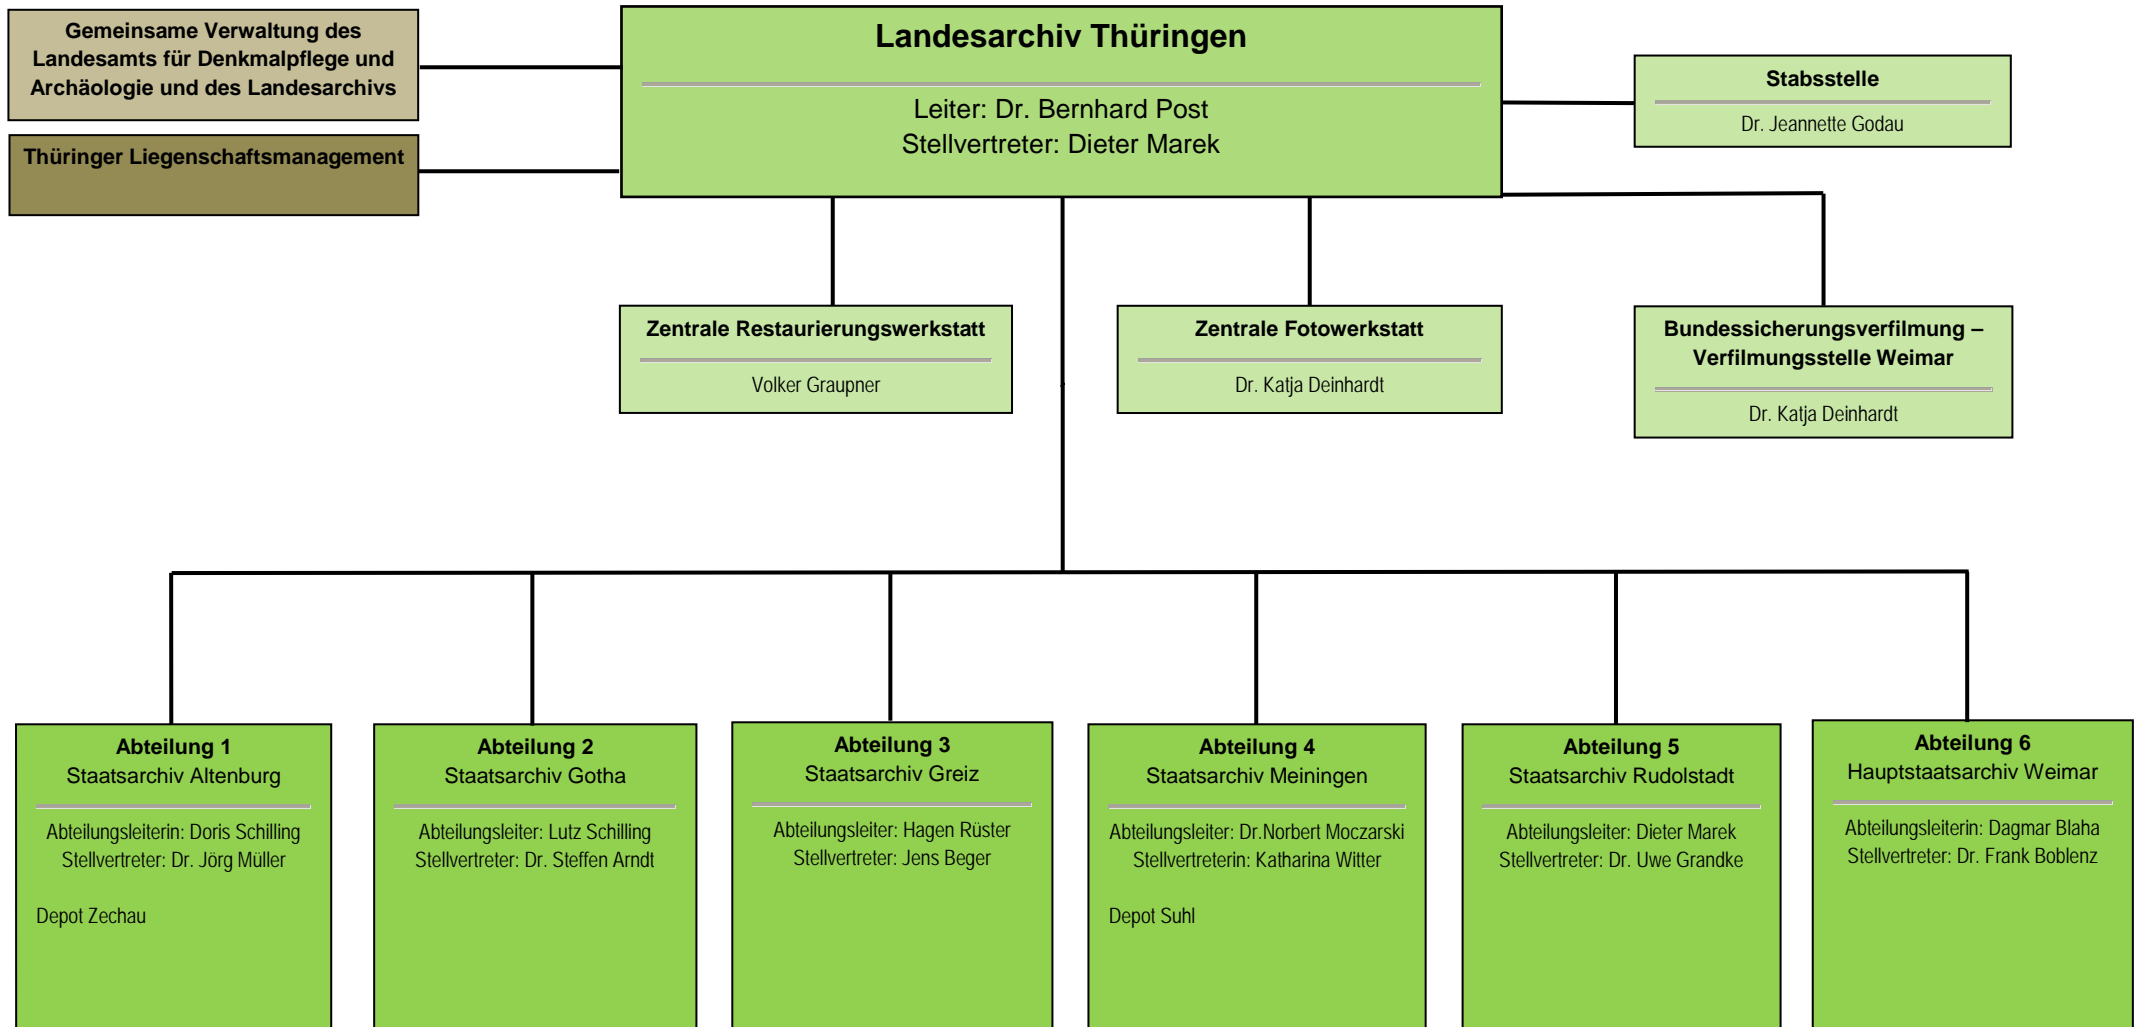 Gemeinsame Verwaltung des
Landesamts für Denkmalpflege und
Archäologie und des Landesarchivs
Thüringer Liegenschaftsmanagement
Landesarchiv Thüringen
Leiter: Dr. Bernhard Post
Stellvertreter: Dieter Marek
Stabsstelle
Dr. Jeannette Godau
Zentrale Restaurierungswerkstatt
Volker Graupner
Zentrale Fotowerkstatt
Dr. Katja Deinhardt
Bundessicherungsverfilmung –
Verfilmungsstelle Weimar
Dr. Katja Deinhardt
Abteilung 1
Staatsarchiv Altenburg
Abteilungsleiterin: Doris Schilling
Stellvertreter: Dr. Jörg Müller
Depot Zechau
Abteilung 2
Staatsarchiv Gotha
Abteilungsleiter: Lutz Schilling
Stellvertreter: Dr. Steffen Arndt
Abteilung 3
Staatsarchiv Greiz
Abteilungsleiter: Hagen Rüster
Stellvertreter: Jens Beger
Abteilung 4
Staatsarchiv Meiningen
Abteilungsleiter: Dr.Norbert Moczarski
Stellvertreterin: Katharina Witter
Depot Suhl
Abteilung 5
Staatsarchiv Rudolstadt
Abteilungsleiter: Dieter Marek
Stellvertreter: Dr. Uwe Grandke
Abteilung 6
Hauptstaatsarchiv Weimar
Abteilungsleiterin: Dagmar Blaha
Stellvertreter: Dr. Frank Boblenz